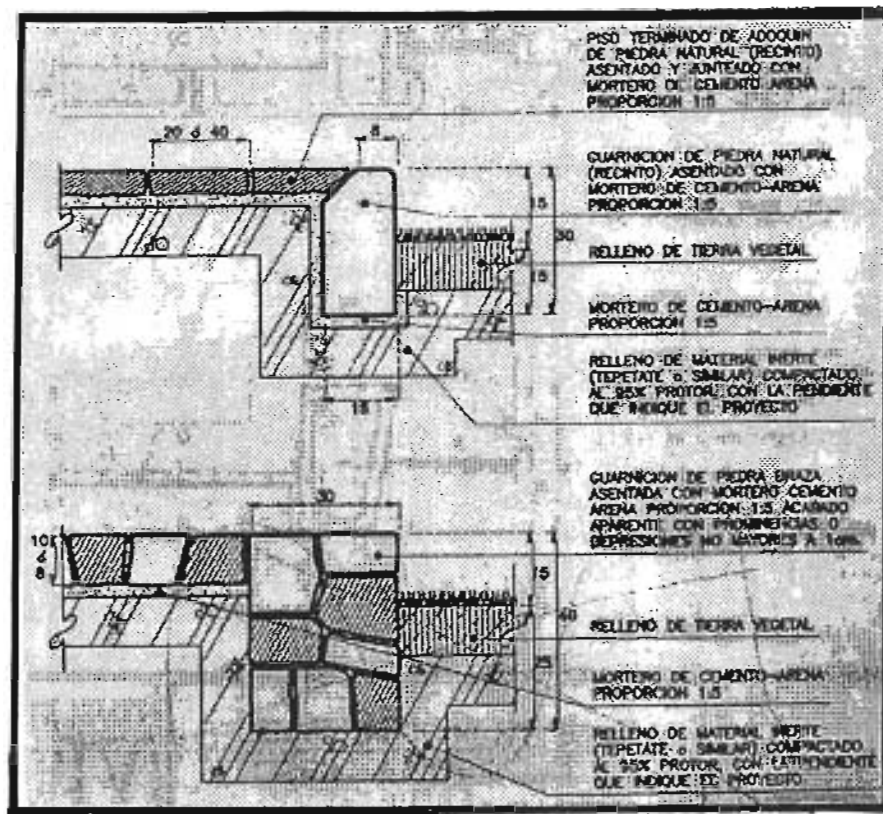 PISO TERMINADO DE ADOQUIN
DE PIEDRA NATURAL (RECINTO)
ASENTADO Y JUNTEADO CON
MORTERO DE CEMENTO ARENA
PROPORCION 1:5
20 ó 40
8
GUARNICION DE PIEDRA NATURAL
(RECINTO) ASENTADO CON
MORTERO DE CEMENTO-ARENA
PROPORCION 1:5
15
30
RELLENO DE TIERRA VEGETAL
15
MORTERO DE CEMENTO-ARENA
PROPORCION 1:5
RELLENO DE MATERIAL INERTE
(TEPETATE o SIMILAR) COMPACTADO
AL 95% PROTOR, CON LA PENDIENTE
QUE INDIQUE EL PROYECTO
15
GUARNICION DE PIEDRA BRAZA
ASENTADA CON MORTERO CEMENTO
ARENA PROPORCION 1:5 ACABADO
APARENTE CON PROMINENCIAS O
DEPRESIONES NO MAYORES A 1cm.
30
10
ó
8
15
40
RELLENO DE TIERRA VEGETAL
25
MORTERO DE CEMENTO-ARENA
PROPORCION 1:5
RELLENO DE MATERIAL INERTE
(TEPETATE o SIMILAR) COMPACTADO
AL 95% PROTOR, CON PENDIENTE
QUE INDIQUE EL PROYECTO